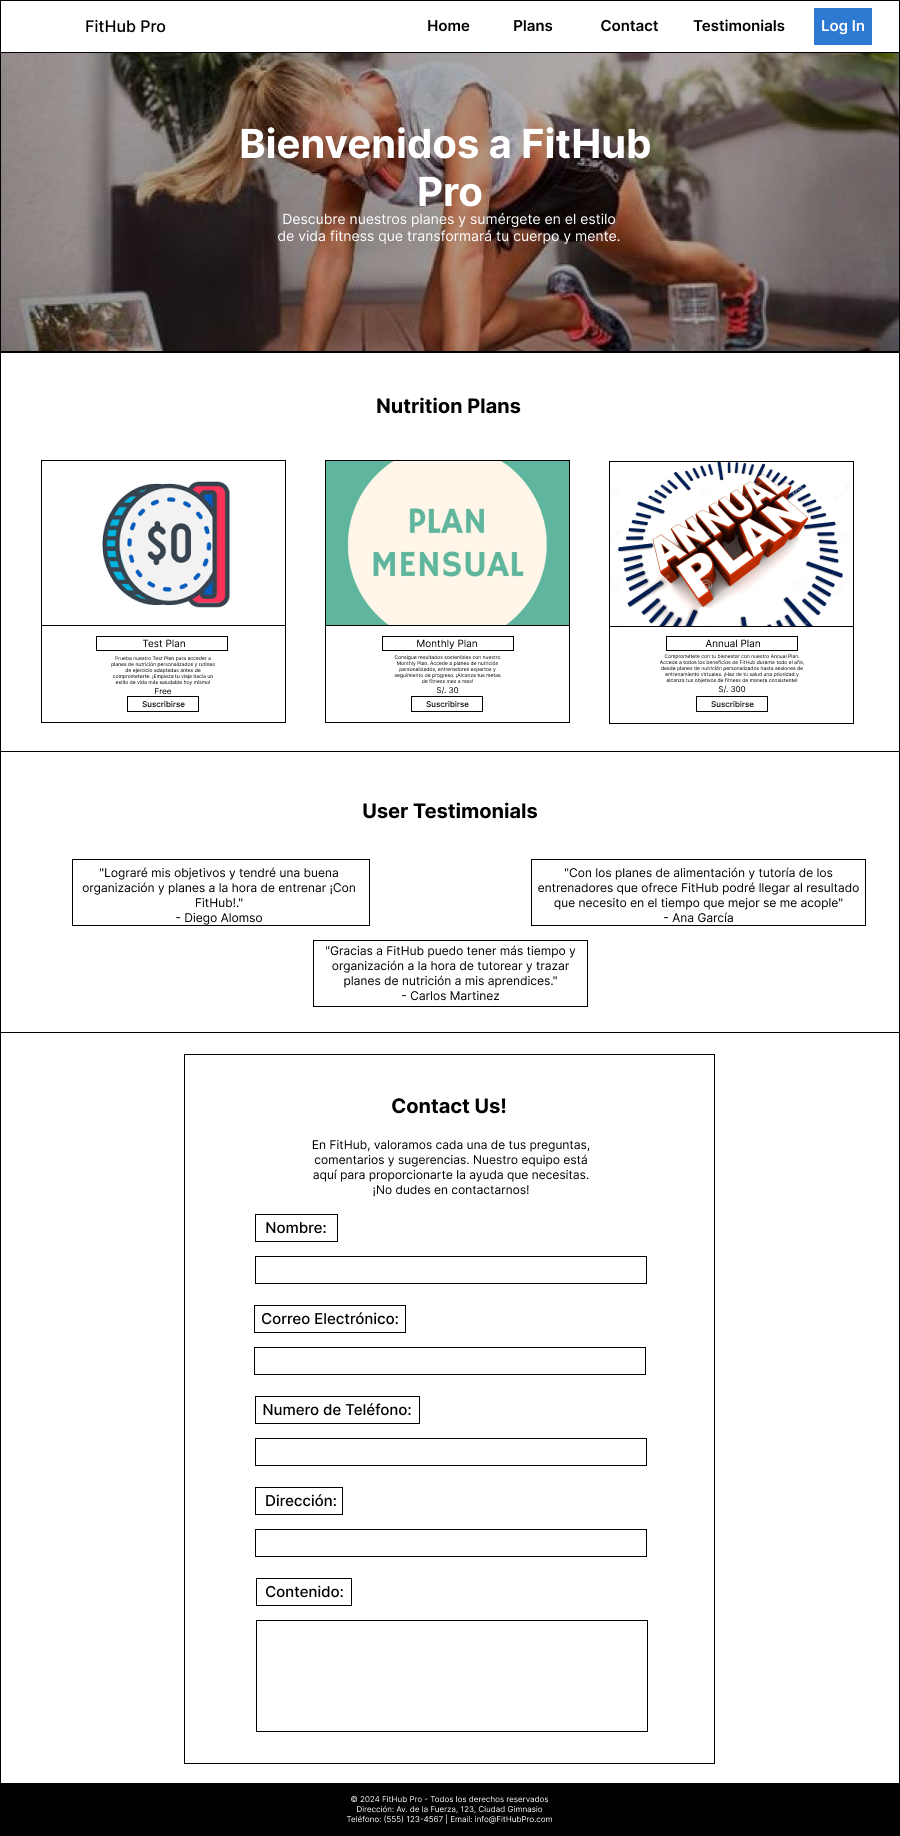 FitHub Pro
Home
Plans
Contact
Testimonials
Log In
Bienvenidos a FitHub
Pro
Descubre nuestros planes y sumérgete en el estilo
de vida fitness que transformará tu cuerpo y mente.
Nutrition Plans
$0
Test Plan
Prueba nuestro Test Plan para acceder a
planes de nutrición personalizados y rutinas
de ejercicio adaptadas antes de
comprometerte. ¡Empieza tu viaje hacia un
estilo de vida más saludable hoy mismo!
Free
Suscribirse
PLAN
MENSUAL
Monthly Plan
Consigue resultados sostenibles con nuestro
Monthly Plan. Accede a planes de nutrición
personalizados, entrenadores expertos y
seguimiento de progreso. ¡Alcanza tus metas
de fitness mes a mes!
S/. 30
Suscribirse
ANNUAL
PLAN
Annual Plan
Comprométete con tu bienestar con nuestro Annual Plan.
Accede a todos los beneficios de FitHub durante todo el año,
desde planes de nutrición personalizados hasta sesiones de
entrenamiento virtuales. ¡Haz de tu salud una prioridad y
alcanza tus objetivos de fitness de manera consistente!
S/. 300
Suscribirse
User Testimonials
"Lograré mis objetivos y tendré una buena
organización y planes a la hora de entrenar ¡Con
FitHub!."
- Diego Alomso
"Con los planes de alimentación y tutoría de los
entrenadores que ofrece FitHub podré llegar al resultado
que necesito en el tiempo que mejor se me acople"
- Ana García
"Gracias a FitHub puedo tener más tiempo y
organización a la hora de tutorear y trazar
planes de nutrición a mis aprendices."
- Carlos Martinez
Contact Us!
En FitHub, valoramos cada una de tus preguntas,
comentarios y sugerencias. Nuestro equipo está
aquí para proporcionarte la ayuda que necesitas.
¡No dudes en contactarnos!
Nombre:
Correo Electrónico:
Numero de Teléfono:
Dirección:
Contenido:
© 2024 FitHub Pro - Todos los derechos reservados
Dirección: Av. de la Fuerza, 123, Ciudad Gimnasio
Teléfono: (555) 123-4567 | Email: info@FitHubPro.com